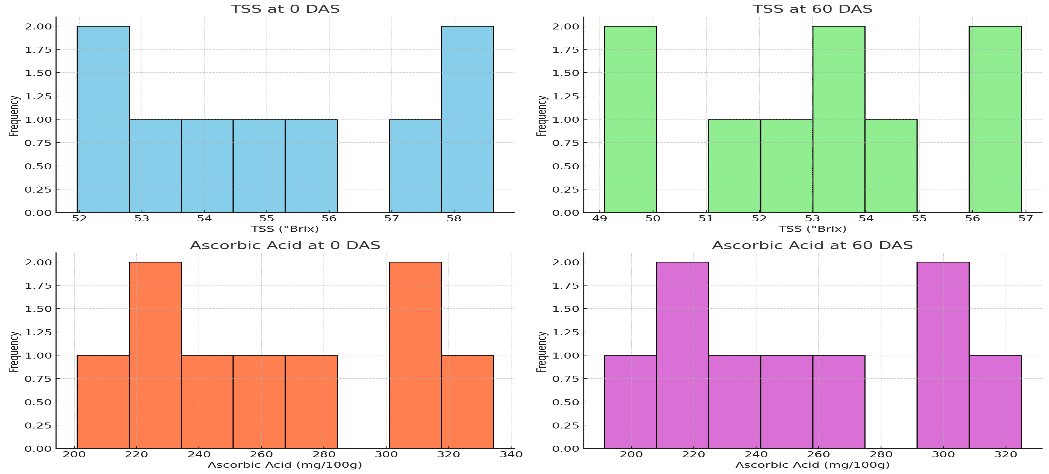 TSS at 0 DAS
2.00
1.75
1.50
1.25
1.00
0.75
0.50
0.25
0.00
Frequency
52 53 54 55 56 57 58
TSS (°Brix)
TSS at 60 DAS
2.00
1.75
1.50
1.25
1.00
0.75
0.50
0.25
0.00
Frequency
49 50 51 52 53 54 55 56 57
TSS (°Brix)
Ascorbic Acid at 0 DAS
2.00
1.75
1.50
1.25
1.00
0.75
0.50
0.25
0.00
Frequency
200 220 240 260 280 300 320 340
Ascorbic Acid (mg/100g)
Ascorbic Acid at 60 DAS
2.00
1.75
1.50
1.25
1.00
0.75
0.50
0.25
0.00
Frequency
200 220 240 260 280 300 320
Ascorbic Acid (mg/100g)